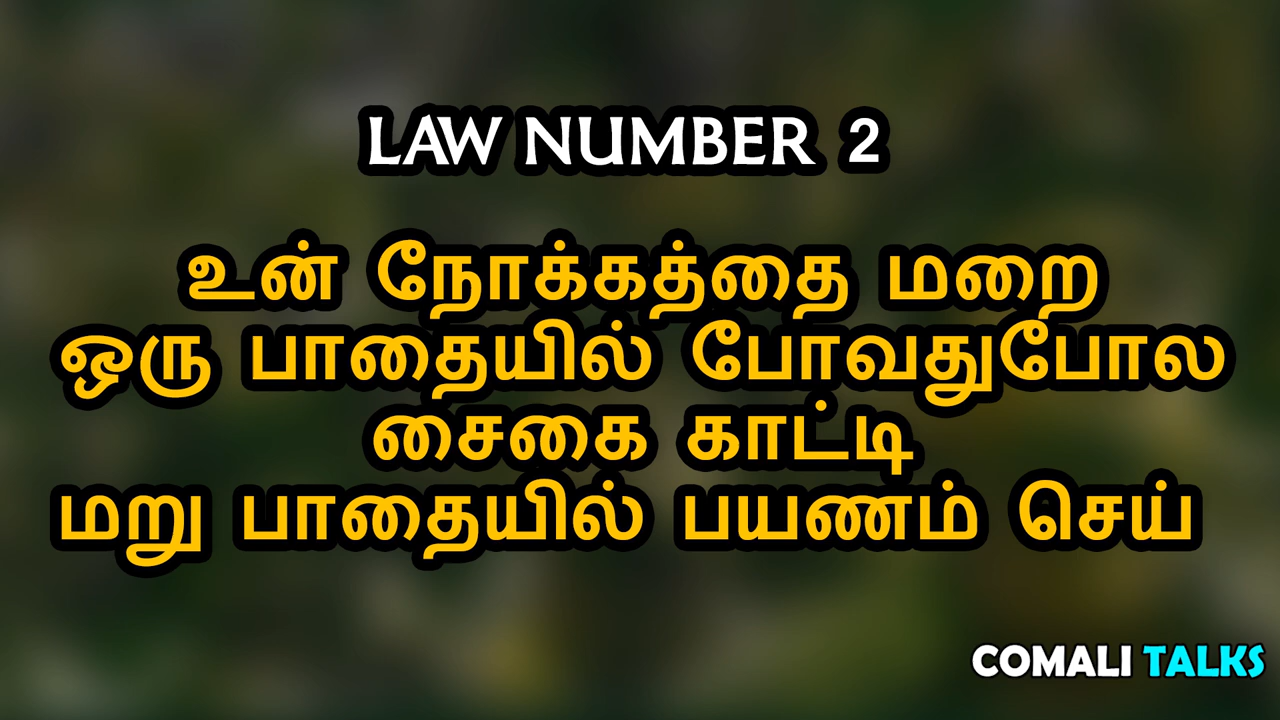 LAW NUMBER 2
உன் நோக்கத்தை மறை
ஒரு பாதையில் போவதுபோல
சைகை காட்டி
மறு பாதையில் பயணம் செய்
COMALI TALKS